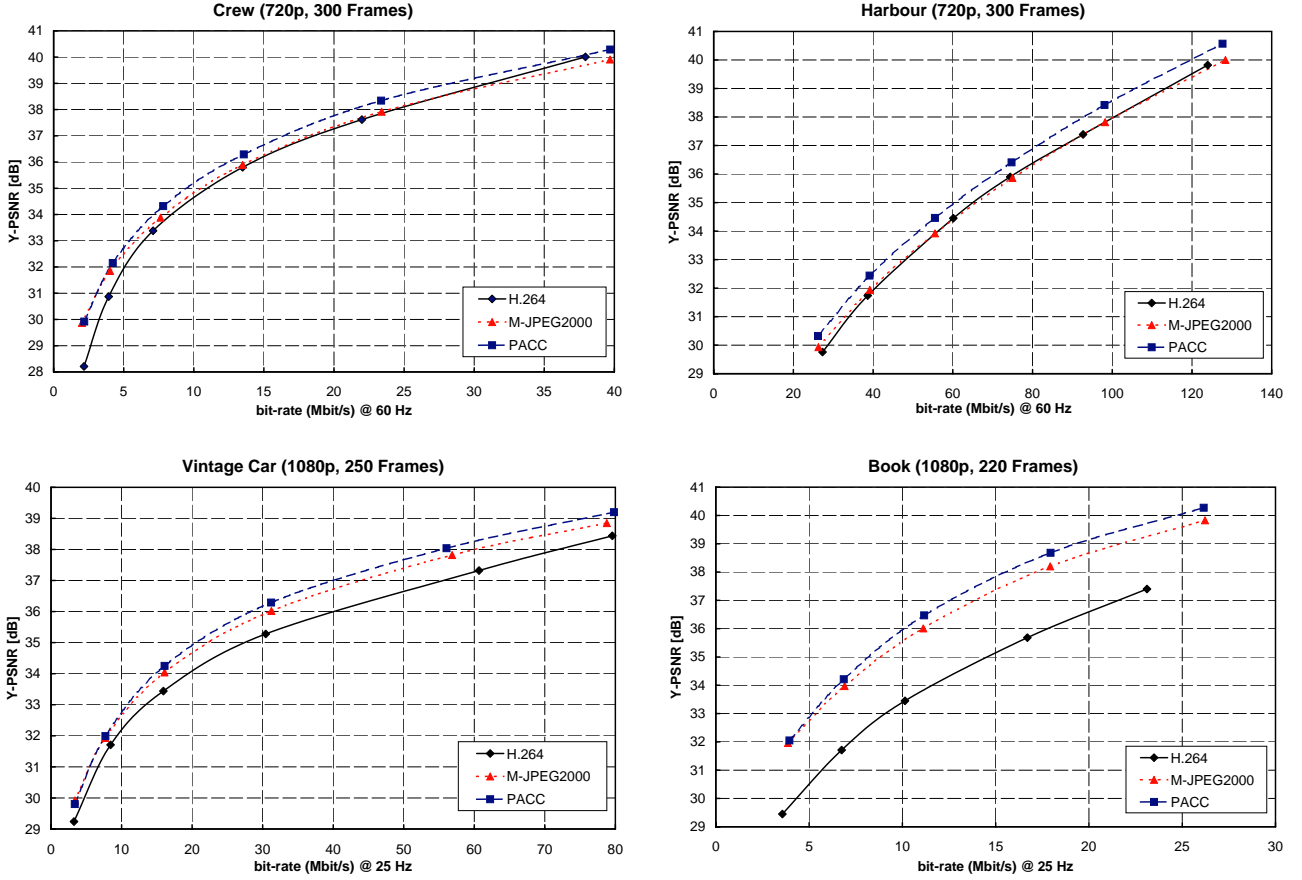 Crew (720p, 300 Frames)
41
40
39
38
37
36
35
34
33
32
31
30
29
28
Y-PSNR [dB]
H.264
M-JPEG2000
PACC
0 5 10 15 20 25 30 35 40
bit-rate (Mbit/s) @ 60 Hz
Harbour (720p, 300 Frames)
41
40
39
38
37
36
35
34
33
32
31
30
29
Y-PSNR [dB]
H.264
M-JPEG2000
PACC
0 20 40 60 80 100 120 140
bit-rate (Mbit/s) @ 60 Hz
Vintage Car (1080p, 250 Frames)
40
39
38
37
36
35
34
33
32
31
30
29
Y-PSNR [dB]
H.264
M-JPEG2000
PACC
0 10 20 30 40 50 60 70 80
bit-rate (Mbit/s) @ 25 Hz
Book (1080p, 220 Frames)
41
40
39
38
37
36
35
34
33
32
31
30
29
Y-PSNR [dB]
H.264
M-JPEG2000
PACC
0 5 10 15 20 25 30
bit-rate (Mbit/s) @ 25 Hz